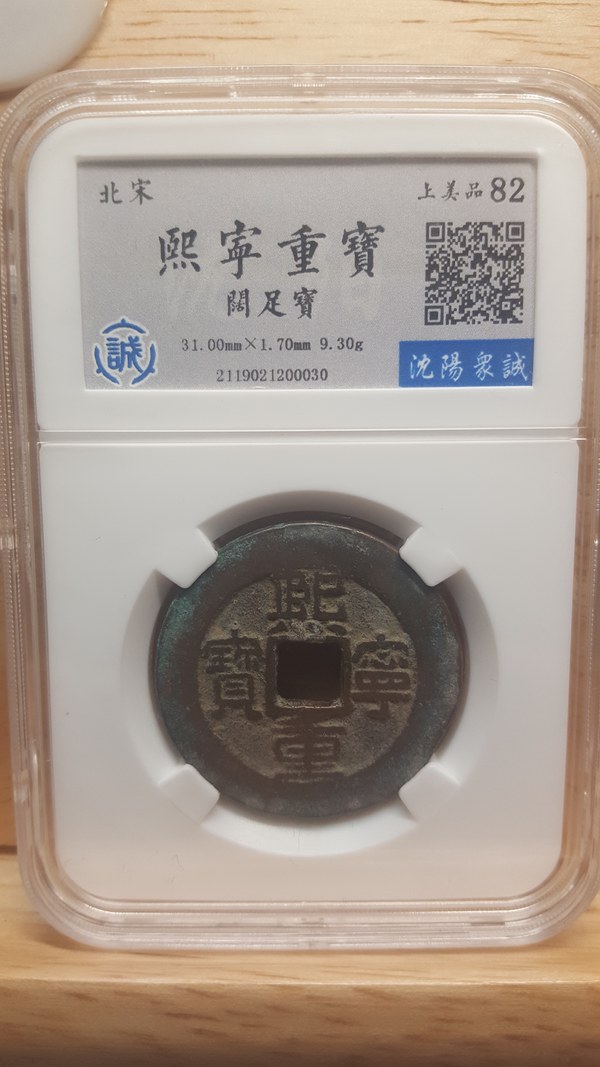 北宋
上美品82
熙寧重寶
闊足寶
31.00mm×1.70mm 9.30g
2119021200030
誠
沈陽衆誠
熙寧重寶